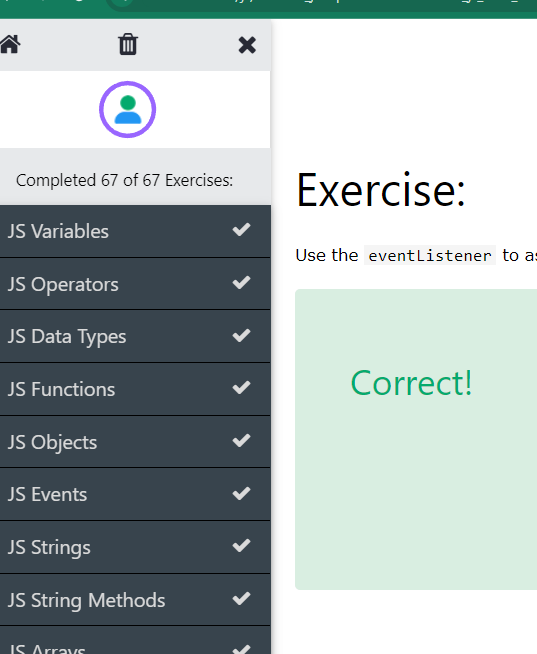 Completed 67 of 67 Exercises:
JS Variables
JS Operators
JS Data Types
JS Functions
JS Objects
JS Events
JS Strings
JS String Methods
JS Arrays
Exercise:
Use the eventListener to
Correct!